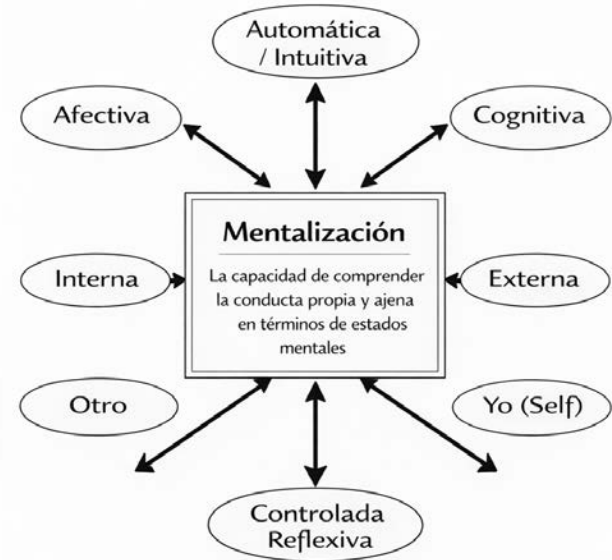 Automática
/ Intuitiva
Afectiva
Cognitiva
Mentalización
La capacidad de comprender
la conducta propia y ajena
en términos de estados
mentales
Interna
Externa
Otro
Yo (Self)
Controlada
Reflexiva